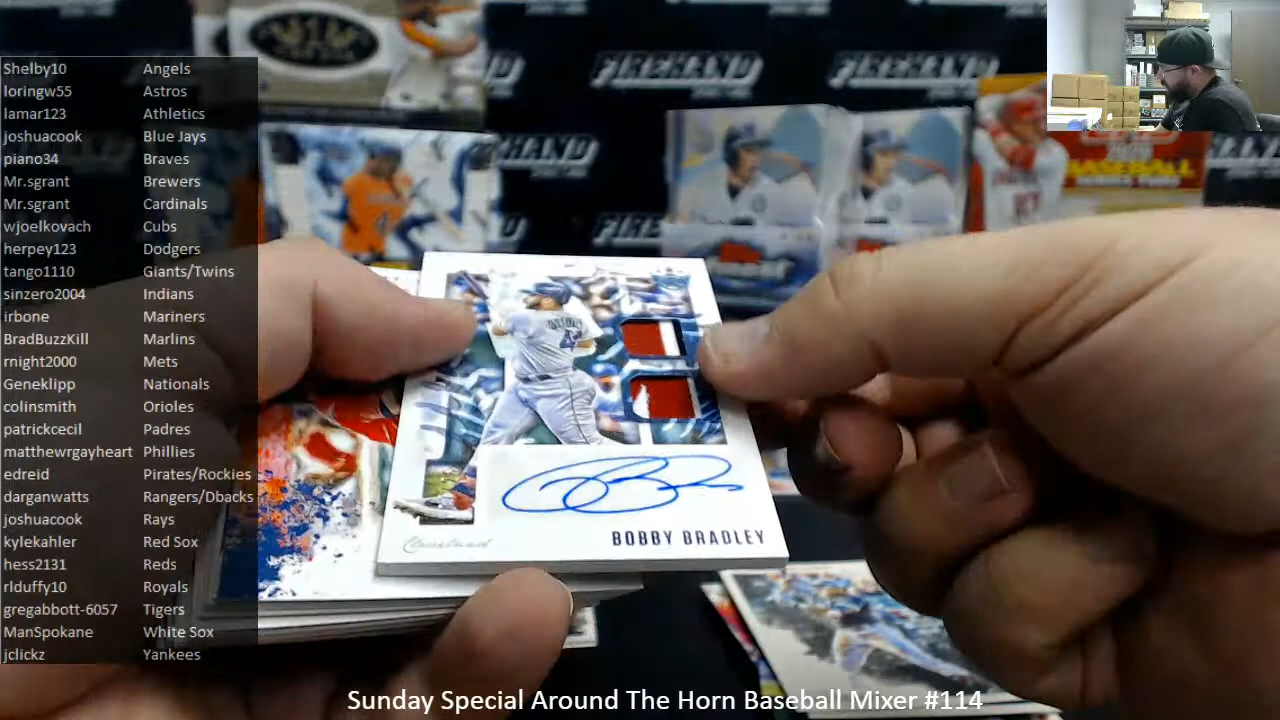 FIREHAND
FIREHAND
HAND
FIREHAND
2020
BASEBALL
Shelby10 Angels
loringw55 Astros
lamar123 Athletics
joshuacook Blue Jays
piano34 Braves
Mr.sgrant Brewers
Mr.sgrant Cardinals
wjoelkovach Cubs
herpey123 Dodgers
tango1110 Giants/Twins
sinzero2004 Indians
irbone Mariners
BradBuzzKill Marlins
rnight2000 Mets
Geneklipp Nationals
colinsmith Orioles
patrickcecil Padres
matthewrgayheart Phillies
edreid Pirates/Rockies
darganwatts Rangers/Dbacks
joshuacook Rays
kylekahler Red Sox
hess2131 Reds
rlduffy10 Royals
gregabbott-6057 Tigers
ManSpokane White Sox
jclickz Yankees
Cleveland
BOBBY BRADLEY
Sunday Special Around The Horn Baseball Mixer #114